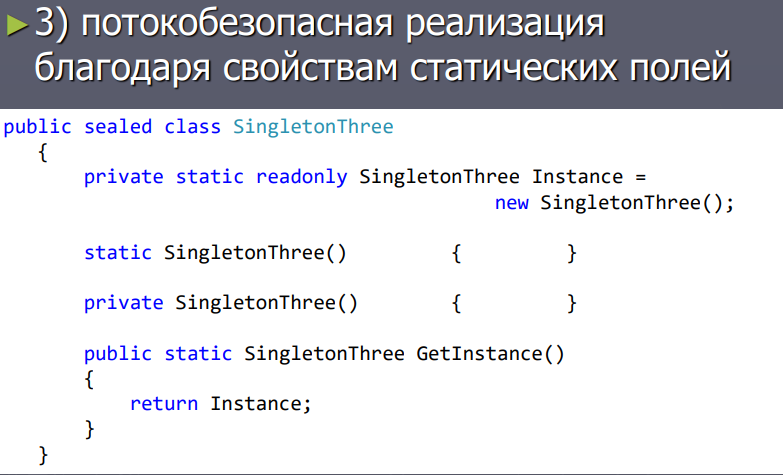 3) потокобезопасная реализация
благодаря свойствам статических полей
public sealed class SingletonThree
{
private static readonly SingletonThree Instance =
new SingletonThree();
static SingletonThree() { }
private SingletonThree() { }
public static SingletonThree GetInstance()
{
return Instance;
}
}